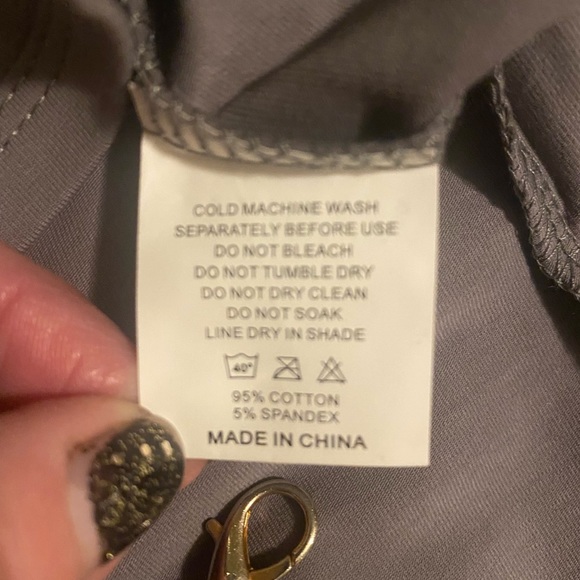 COLD MACHINE WASH
SEPARATELY BEFORE USE
DO NOT BLEACH
DO NOT TUMBLE DRY
DO NOT DRY CLEAN
DO NOT SOAK
LINE DRY IN SHADE
40°
95% COTTON
5% SPANDEX
MADE IN CHINA